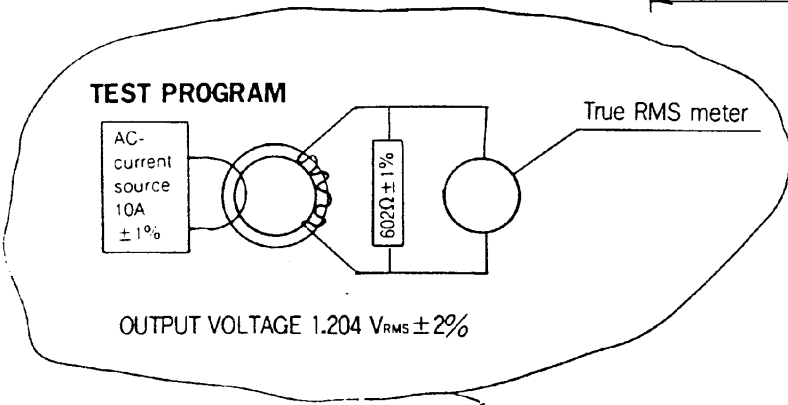 TEST PROGRAM
AC-
current
source
10A
±1%
602Ω±1%
True RMS meter
OUTPUT VOLTAGE 1.204 VRMS ±2%